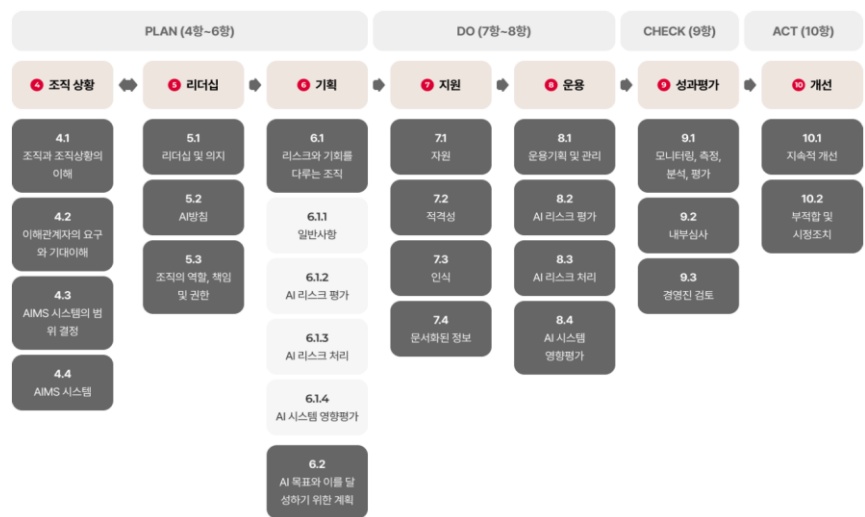 PLAN (4항~6항)
DO (7항~8항)
CHECK (9항)
ACT (10항)
4 조직 상황
5 리더십
6 기획
7 지원
8 운용
9 성과평가
10 개선
4.1
조직과 조직상황의
이해
4.2
이해관계자의 요구
와 기대이해
4.3
AIMS 시스템의 범
위 결정
4.4
AIMS 시스템
5.1
리더십 및 의지
5.2
AI방침
5.3
조직의 역할, 책임
및 권한
6.1
리스크와 기회를
다루는 조직
6.1.1
일반사항
6.1.2
AI 리스크 평가
6.1.3
AI 리스크 처리
6.1.4
AI 시스템 영향평가
6.2
AI 목표와 이를 달
성하기 위한 계획
7.1
자원
7.2
적격성
7.3
인식
7.4
문서화된 정보
8.1
운용기획 및 관리
8.2
AI 리스크 평가
8.3
AI 리스크 처리
8.4
AI 시스템
영향평가
9.1
모니터링, 측정,
분석, 평가
9.2
내부심사
9.3
경영진 검토
10.1
지속적 개선
10.2
부적합 및
시정조치